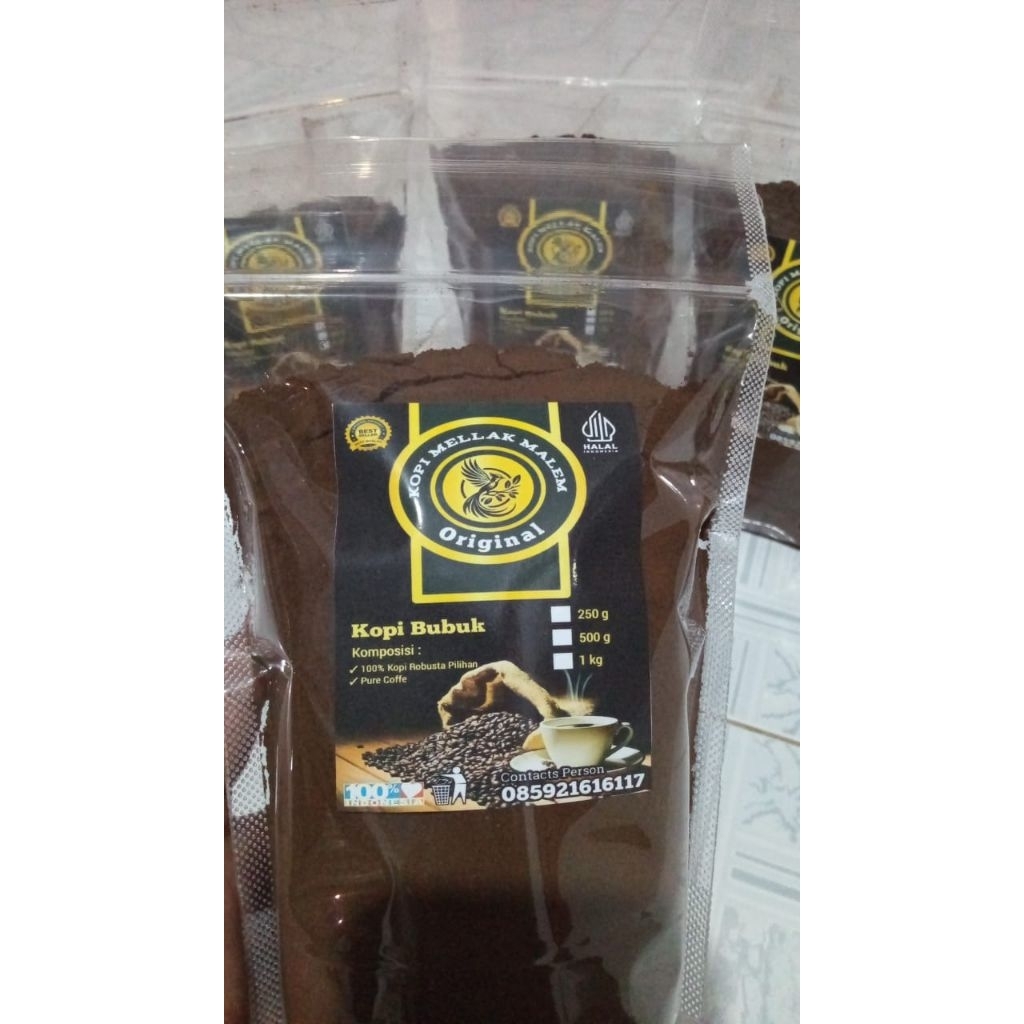 BEST
SELLER
HALAL
INDONESIA
KOPI MELLAK MALEM
Original
250 g
500 g
1 kg
Kopi Bubuk
Komposisi :
✓ 100% Kopi Robusta Pilihan
✓ Pure Coffe
Contacts Person
085921616117
100%
INDONESIA